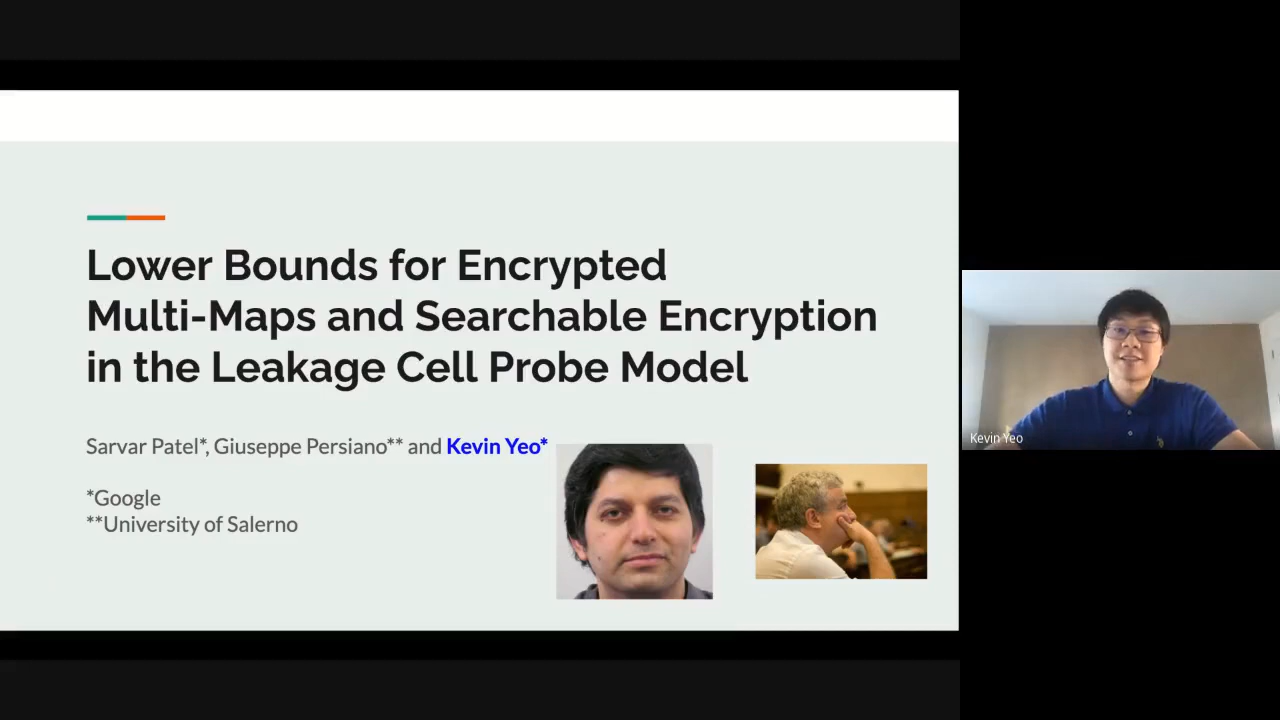 Lower Bounds for Encrypted
Multi-Maps and Searchable Encryption
in the Leakage Cell Probe Model
Sarvar Patel*, Giuseppe Persiano** and Kevin Yeo*
*Google
**University of Salerno
Kevin Yeo